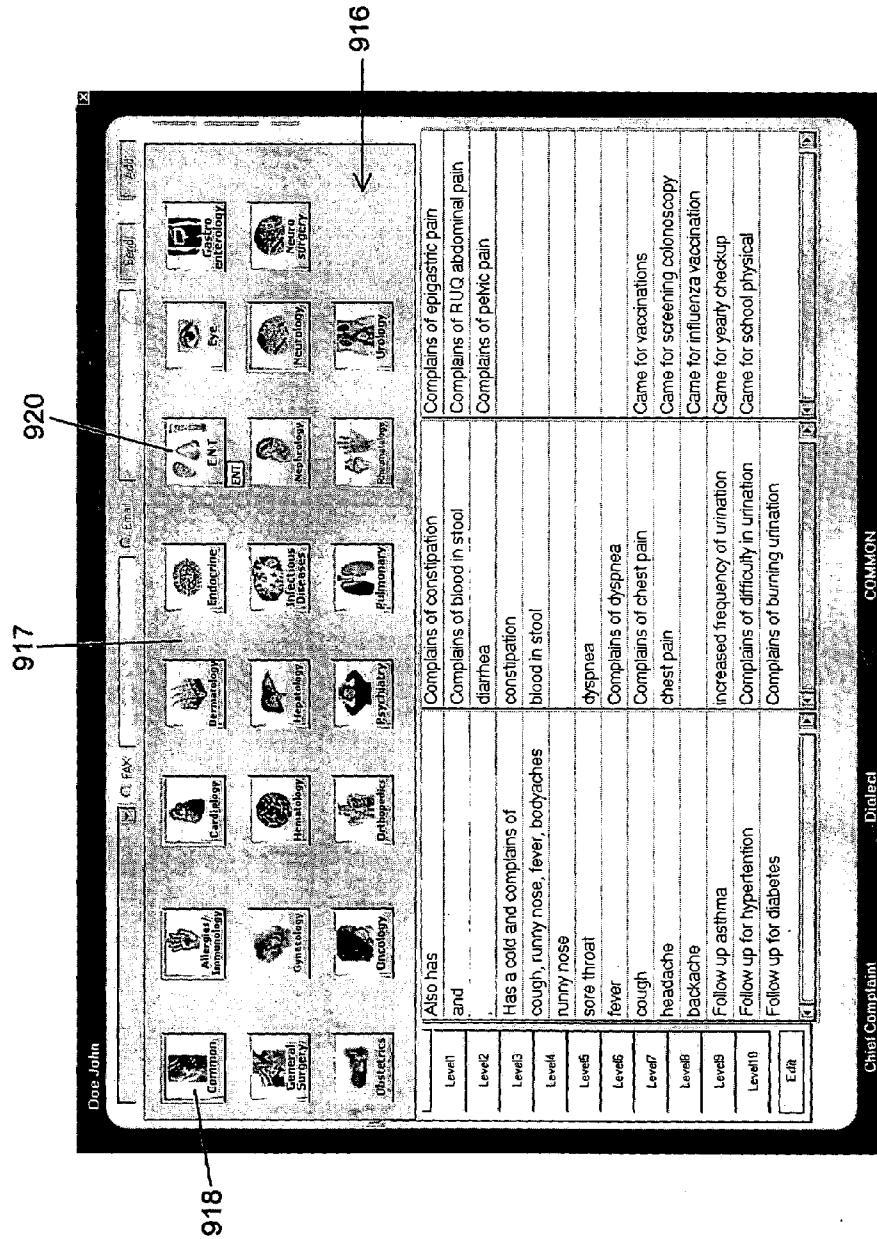 917
920
918
916
Doe John
FAX
Email
Send
Add
Common
Allergies/
Immunology
Cardiology
Dermatology
Endocrine
E.N.T
ENT
Eye
Gastro
enterology
General
Surgery
Gynatology
Hematology
Hepatology
Infectious
Diseases
Nephrology
Neurology
Neuro
surgery
Obstetrics
Oncology
Orthopedics
Psychiatry
Pulmonary
Rheumatology
Urology
Level1
Level2
Level3
Level4
Level5
Level6
Level7
Level8
Level9
Level10
Edit
Also has
and
.
Has a cold and complains of
cough, runny nose, fever, bodyaches
runny nose
sore throat
fever
cough
headache
backache
Follow up asthma
Follow up for hypertention
Follow up for diabetes
Complains of constipation
Complains of blood in stool
diarrhea
constipation
blood in stool
dyspnea
Complains of dyspnea
Complains of chest pain
chest pain
increased frequency of urination
Complains of difficulty in urination
Complains of burning urination
Complains of epigastric pain
Complains of RUQ abdominal pain
Complains of pelvic pain
Came for vaccinations
Came for screening colonoscopy
Came for influenza vaccination
Came for yearly checkup
Came for school physical
Chief Complaint
Dialect
COMMON